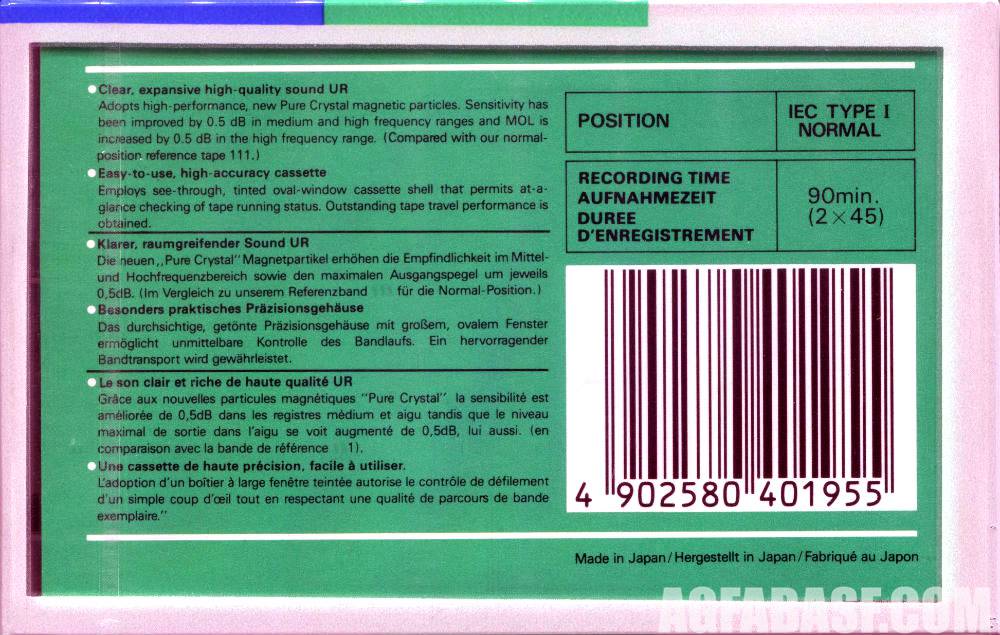 Clear, expansive high-quality sound UR
Adopts high-performance, new Pure Crystal magnetic particles. Sensitivity has
been improved by 0.5 dB in medium and high frequency ranges and MOL is
increased by 0.5 dB in the high frequency range. (Compared with our normal-
position reference tape 111.)
Easy-to-use, high-accuracy cassette
Employs see-through, tinted oval-window cassette shell that permits at-a-
glance checking of tape running status. Outstanding tape travel performance is
obtained.
Klarer, raumgreifender Sound UR
Die neuen „Pure Crystal" Magnetpartikel erhöhen die Empfindlichkeit im Mittel-
und Hochfrequenzbereich sowie den maximalen Ausgangspegel um jeweils
0,5dB. (Im Vergleich zu unserem Referenzband für die Normal-Position.)
Besonders praktisches Präzisionsgehäuse
Das durchsichtige, getönte Präzisionsgehäuse mit großem, ovalem Fenster
ermöglicht unmittelbare Kontrolle des Bandlaufs. Ein hervorragender
Bandtransport wird gewährleistet.
Le son clair et riche de haute qualité UR
Grâce aux nouvelles particules magnétiques "Pure Crystal" la sensibilité est
améliorée de 0,5dB dans les registres médium et aigu tandis que le niveau
maximal de sortie dans l'aigu se voit augmenté de 0,5dB, lui aussi. (en
comparaison avec la bande de référence 1).
Une cassette de haute précision, facile à utiliser.
L'adoption d'un boîtier à large fenêtre teintée autorise le contrôle de défilement
d'un simple coup d'œil tout en respectant une qualité de parcours de bande
exemplaire."
POSITION
IEC TYPE I
NORMAL
RECORDING TIME
AUFNAHMEZEIT
DUREE
D'ENREGISTREMENT
90min.
(2×45)
4 902580 401955
Made in Japan/Hergestellt in Japan/Fabriqué au Japon
AGFABASF.COM